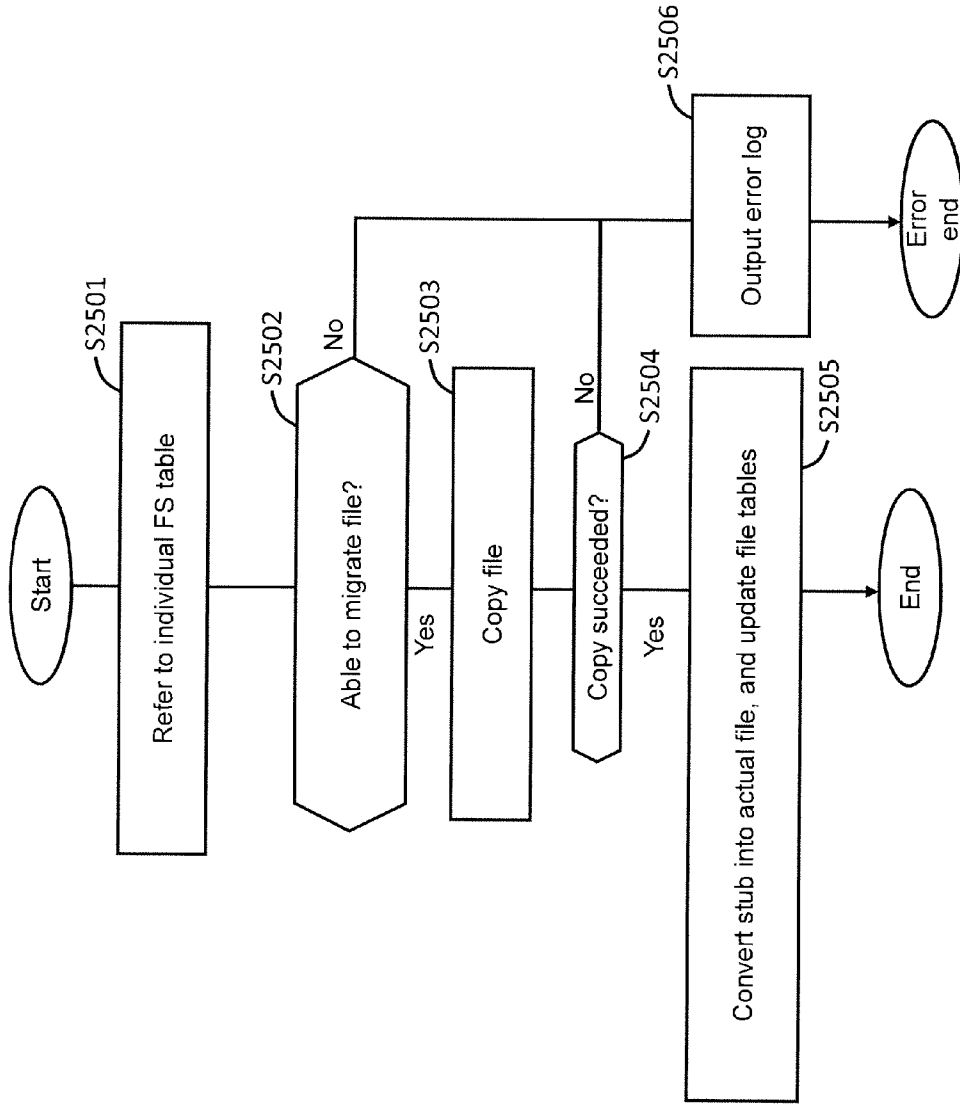 Start
S2501
Refer to individual FS table
S2502
Able to migrate file?
No
Yes
S2503
Copy file
Copy succeeded?
No
S2504
Yes
S2506
Output error log
Convert stub into actual file, and update file tables
S2505
End
Error
end